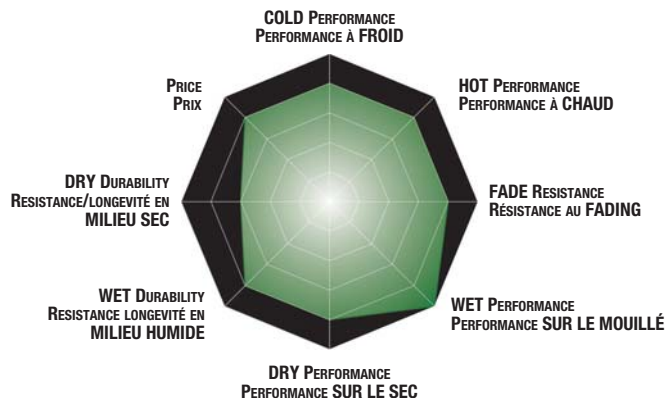 COLD PERFORMANCE
PERFORMANCE À FROID
HOT PERFORMANCE
PERFORMANCE À CHAUD
FADE RESISTANCE
RÉSISTANCE AU FADING
WET PERFORMANCE
PERFORMANCE SUR LE MOUILLÉ
DRY PERFORMANCE
PERFORMANCE SUR LE SEC
WET DURABILITY
RESISTANCE LONGEVITÉ EN
MILIEU HUMIDE
DRY DURABILITY
RESISTANCE/LONGEVITÉ EN
MILIEU SEC
PRICE
PRIX